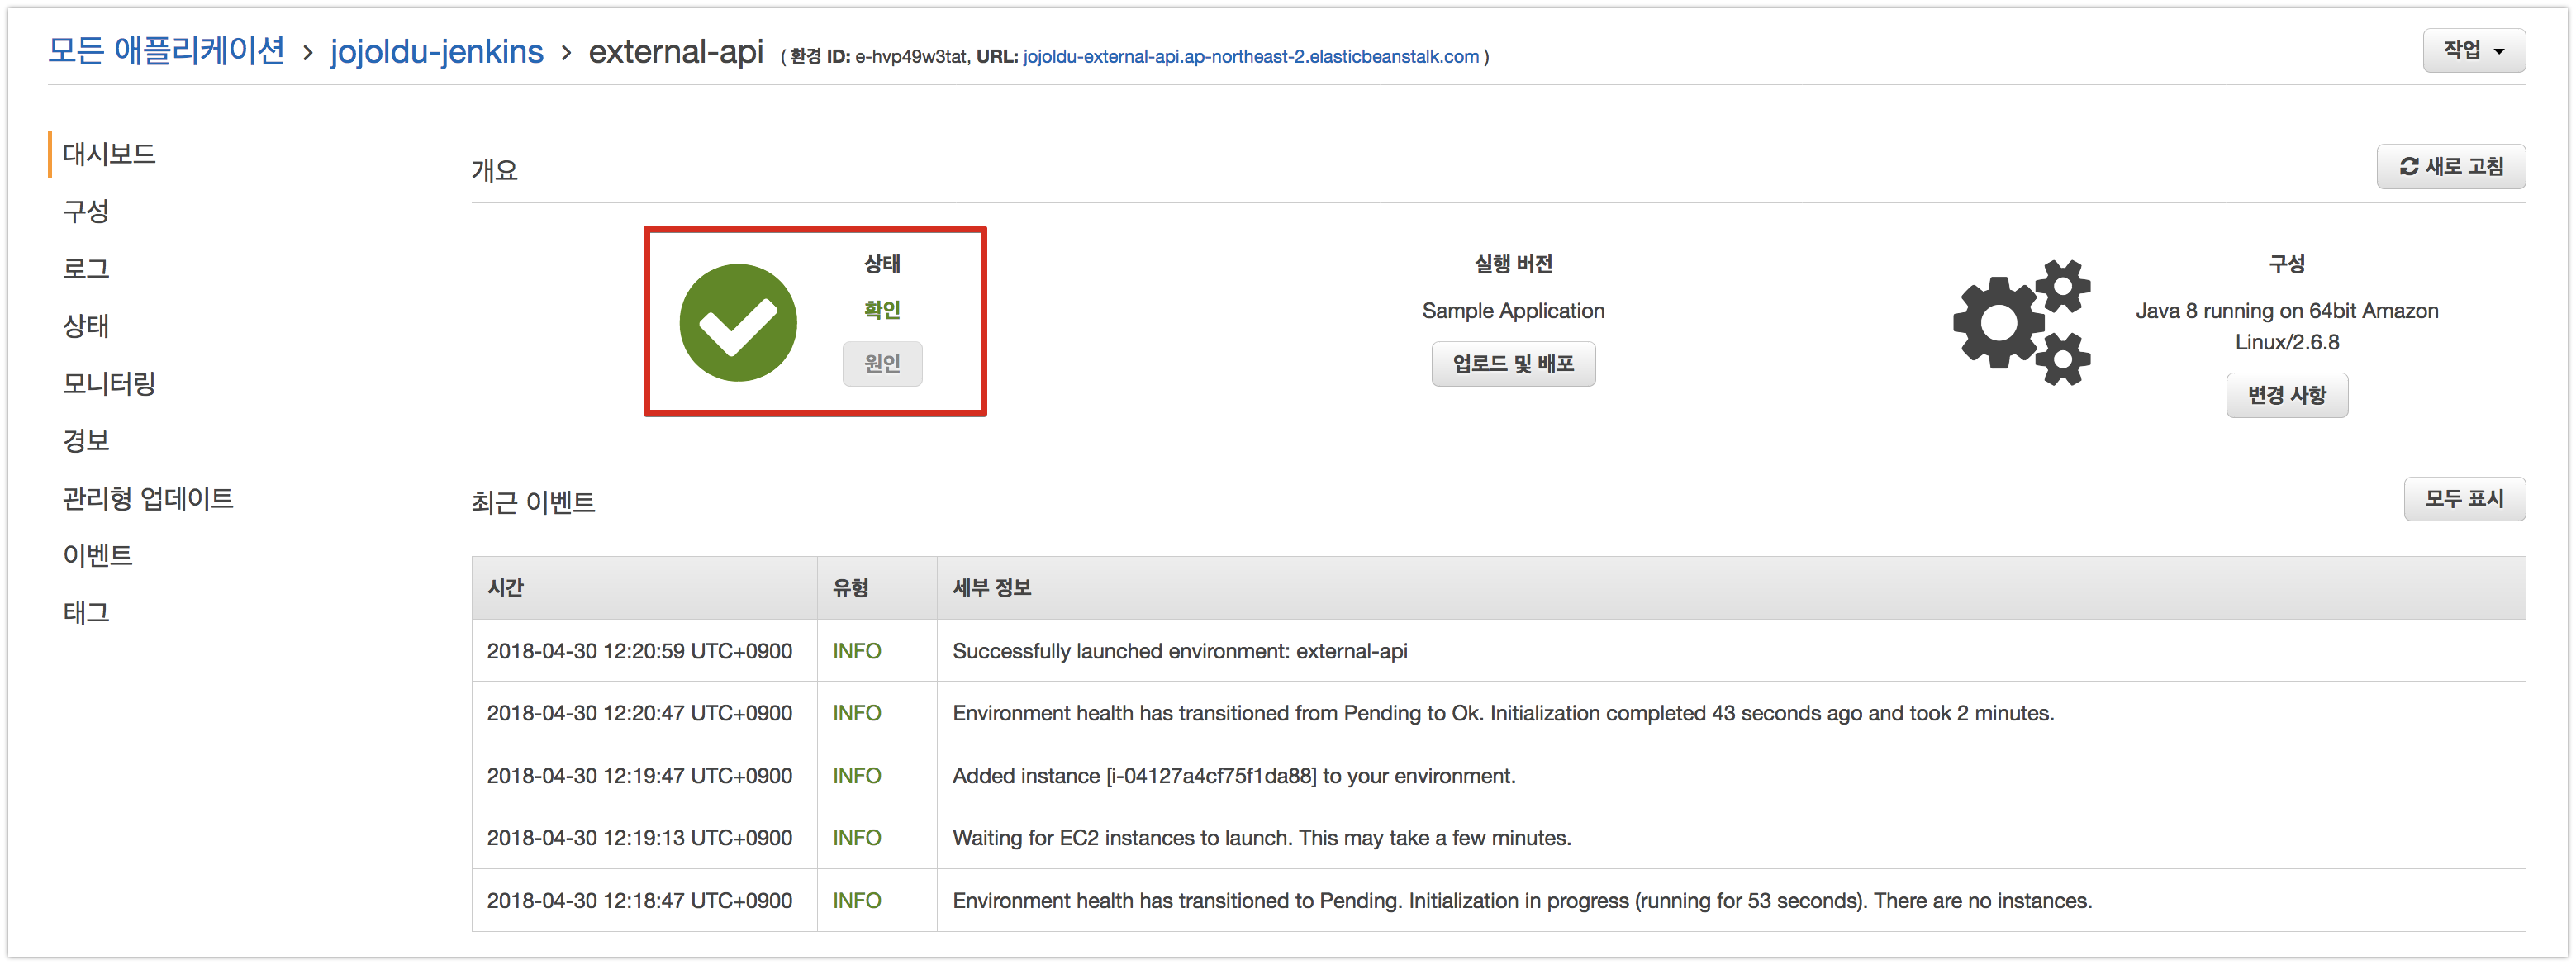 모든 애플리케이션 › jojoldu-jenkins › external-api ( 환경 ID: e-hvp49w3tat, URL: jojoldu-external-api.ap-northeast-2.elasticbeanstalk.com )
작업
대시보드
구성
로그
상태
모니터링
경보
관리형 업데이트
이벤트
태그
개요
새로 고침
상태
확인
원인
실행 버전
Sample Application
업로드 및 배포
구성
Java 8 running on 64bit Amazon
Linux/2.6.8
변경 사항
최근 이벤트
모두 표시
시간 유형 세부 정보
2018-04-30 12:20:59 UTC+0900 INFO Successfully launched environment: external-api
2018-04-30 12:20:47 UTC+0900 INFO Environment health has transitioned from Pending to Ok. Initialization completed 43 seconds ago and took 2 minutes.
2018-04-30 12:19:47 UTC+0900 INFO Added instance [i-04127a4cf75f1da88] to your environment.
2018-04-30 12:19:13 UTC+0900 INFO Waiting for EC2 instances to launch. This may take a few minutes.
2018-04-30 12:18:47 UTC+0900 INFO Environment health has transitioned to Pending. Initialization in progress (running for 53 seconds). There are no instances.